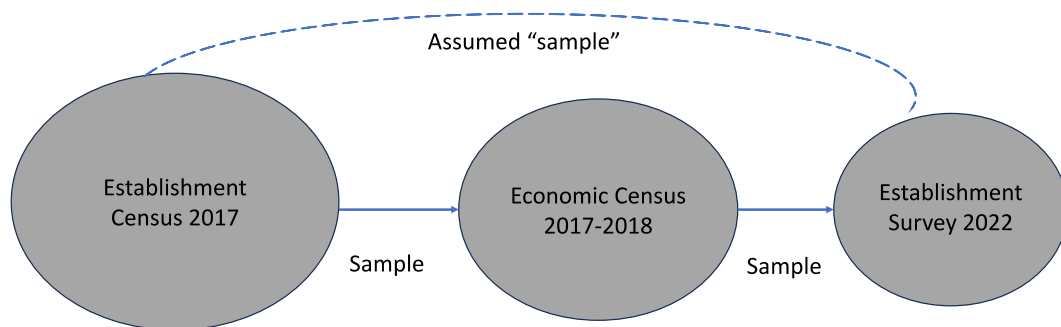 Assumed “sample”
Establishment
Census 2017
Sample
Economic Census
2017-2018
Sample
Establishment
Survey 2022